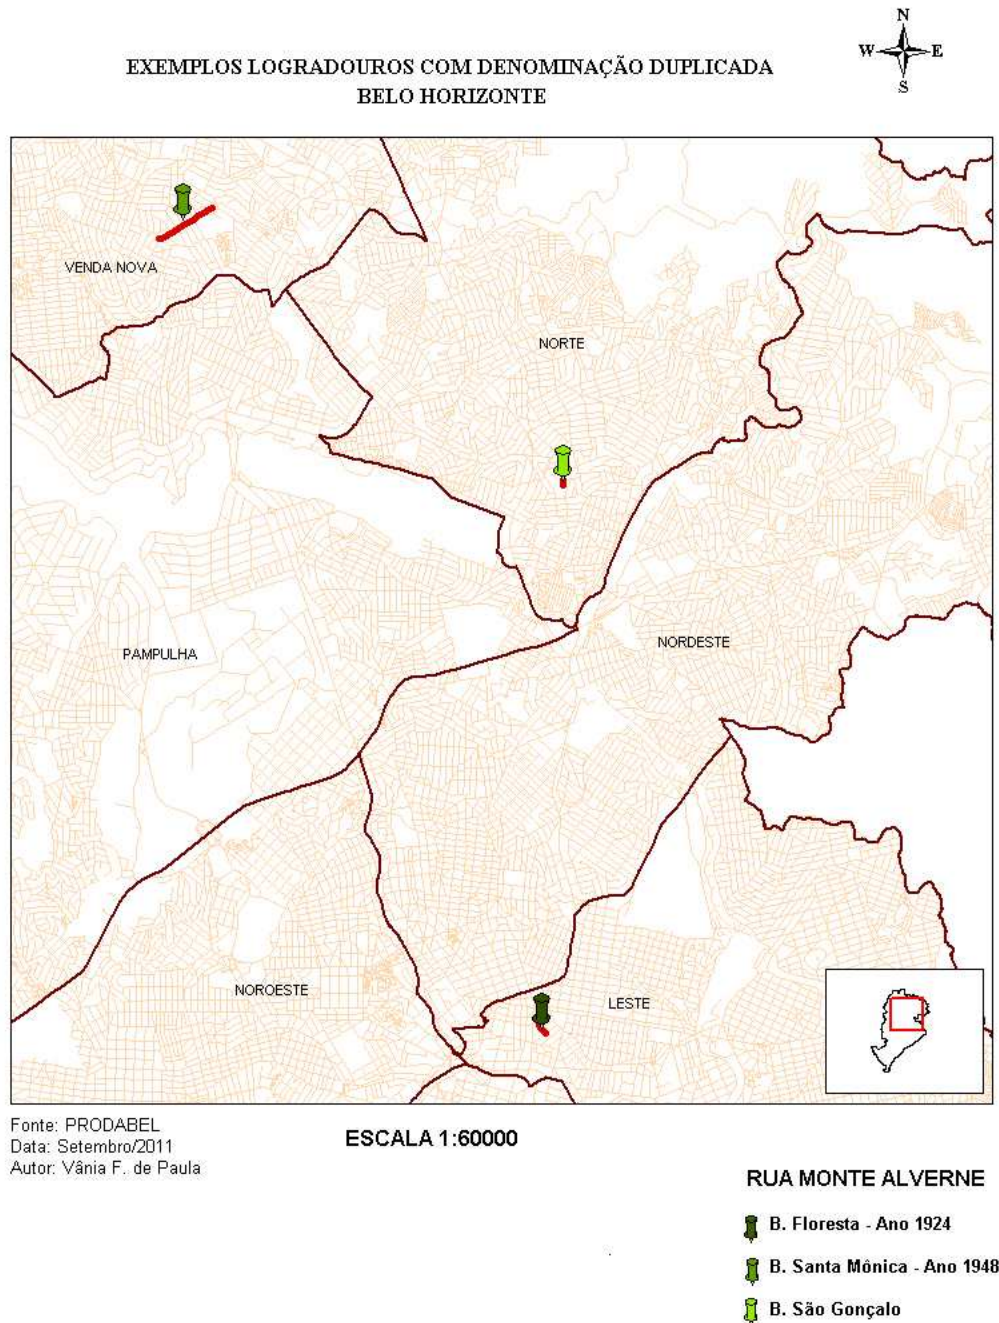 N
W E
S
EXEMPLOS LOGRADOUROS COM DENOMINAÇÃO DUPLICADA
BELO HORIZONTE
VENDA NOVA
NORTE
PAMPULHA
NORDESTE
NOROESTE
LESTE
Fonte: PRODABEL
Data: Setembro/2011
Autor: Vânia F. de Paula
ESCALA 1:60000
RUA MONTE ALVERNE
B. Floresta - Ano 1924
B. Santa Mônica - Ano 1948
B. São Gonçalo